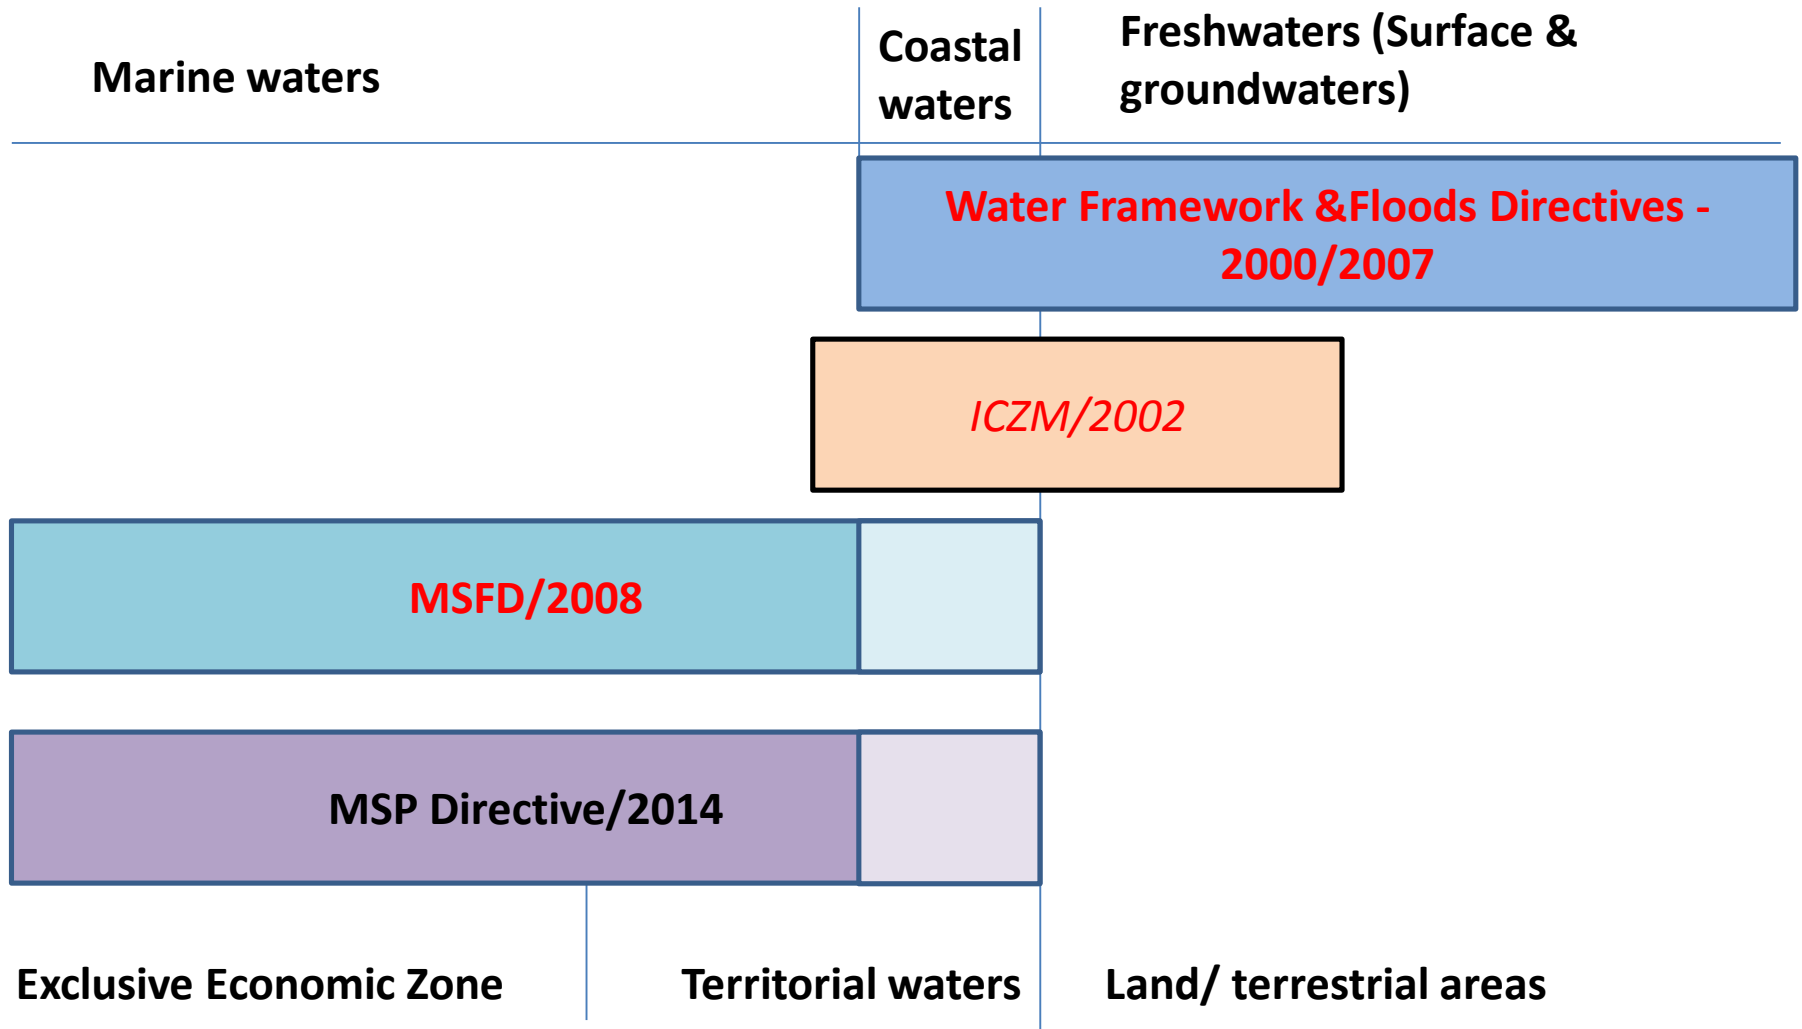 Marine waters
Coastal
waters
Freshwaters (Surface &
groundwaters)
Water Framework &Floods Directives -
2000/2007
ICZM/2002
MSFD/2008
MSP Directive/2014
Exclusive Economic Zone
Territorial waters
Land/ terrestrial areas